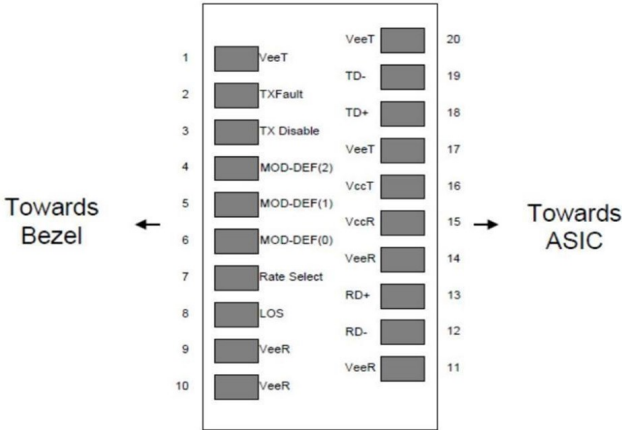 VeeT 20
1 VeeT
TD- 19
2 TXFault
TD+ 18
3 TX Disable
VeeT 17
4 MOD-DEF(2)
VccT 16
5 MOD-DEF(1)
Towards
Bezel
VccR 15
Towards
ASIC
6 MOD-DEF(0)
VeeR 14
7 Rate Select
RD+ 13
8 LOS
RD- 12
9 VeeR
VeeR 11
10 VeeR